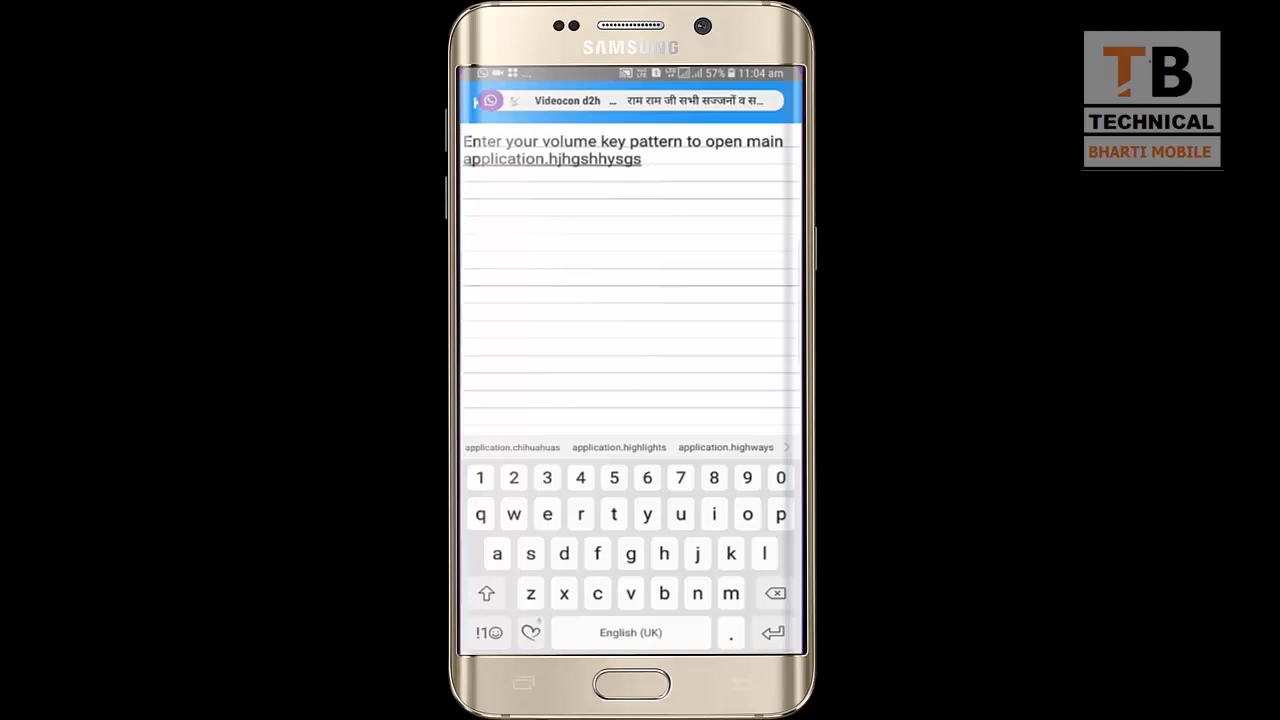 SAMSUNG
57% 11:04 am
Videocon d2h ... राम राम जी सभी सज्जनों व स...
Enter your volume key pattern to open main
application.hjhgshhysgs
application.chihuahuas application.highlights application.highways
1 2 3 4 5 6 7 8 9 0
q w e r t y u i o p
a s d f g h j k l
z x c v b n m
!1 English (UK) .
TB
TECHNICAL
BHARTI MOBILE